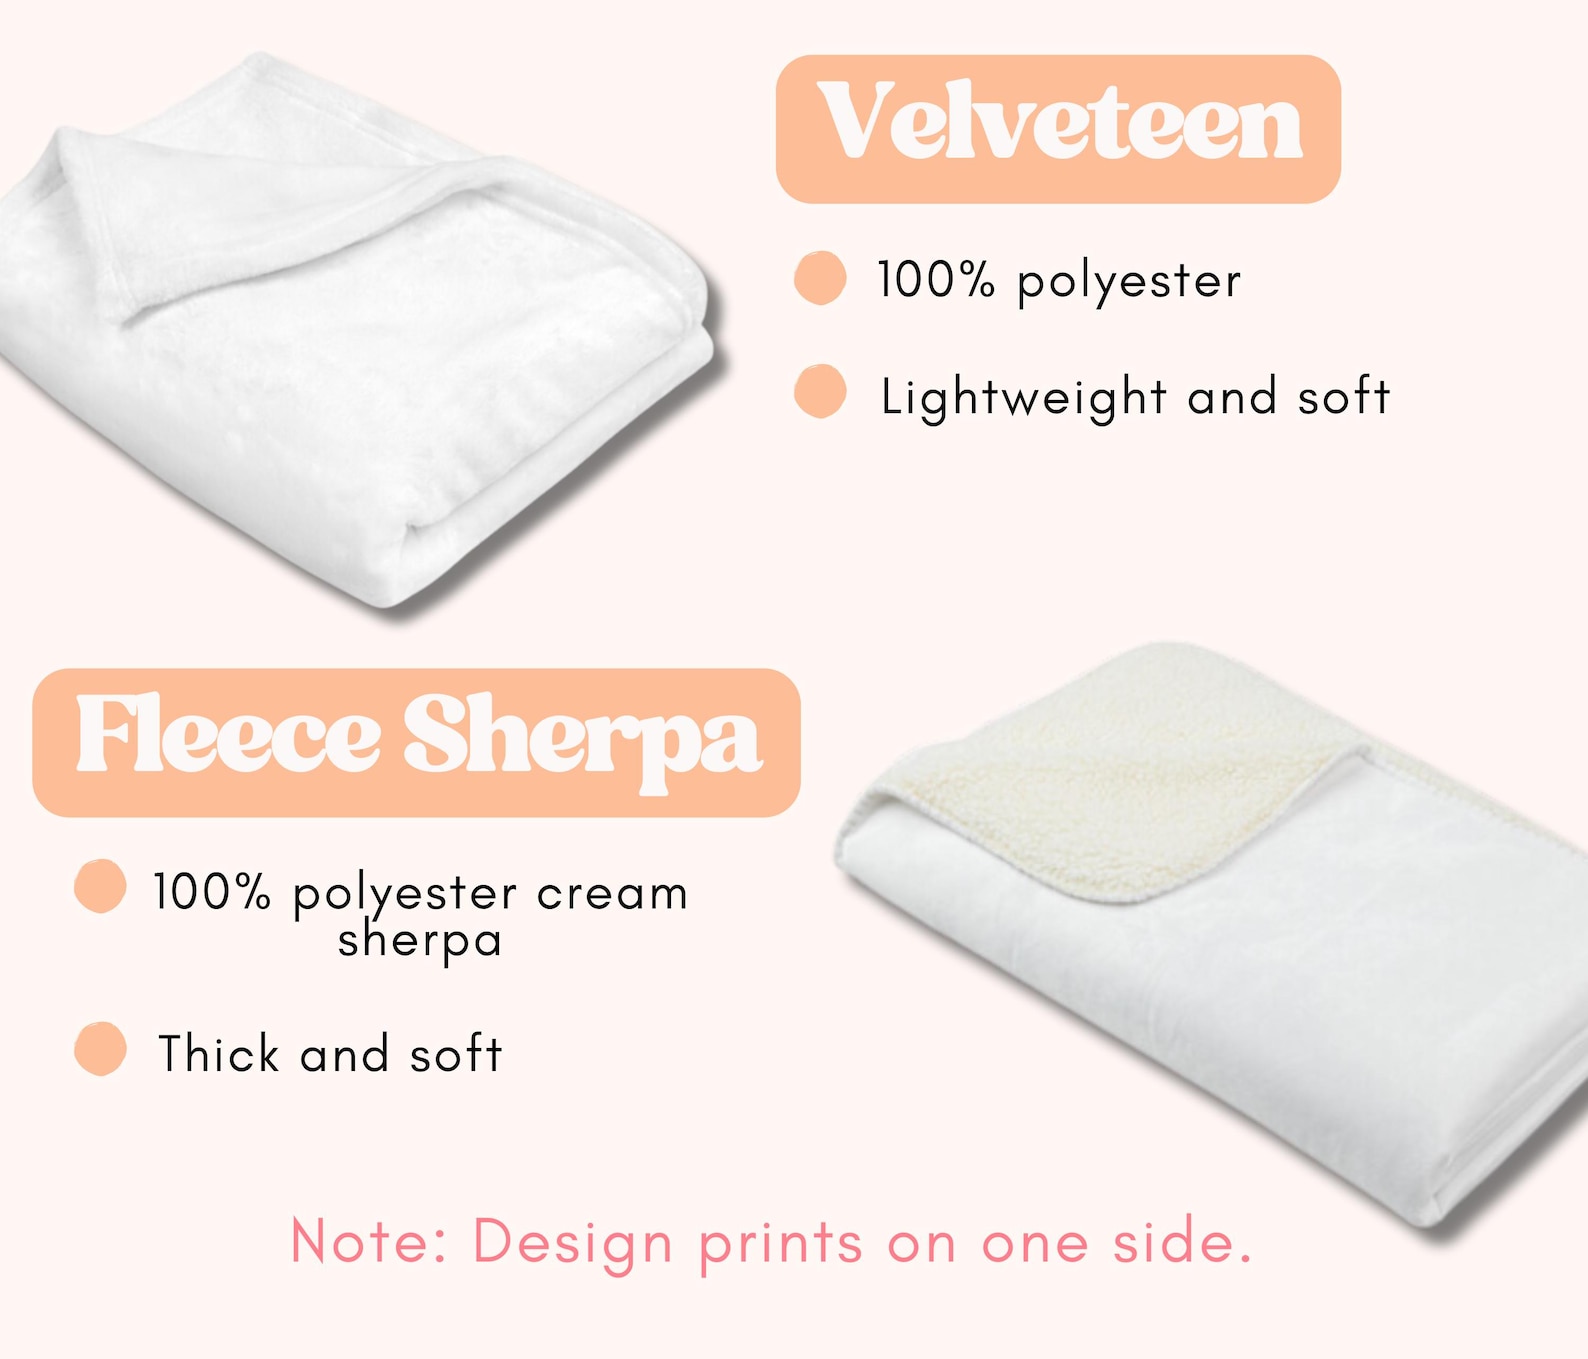 Velveteen
100% polyester
Lightweight and soft
Fleece Sherpa
100% polyester cream
sherpa
Thick and soft
Note: Design prints on one side.